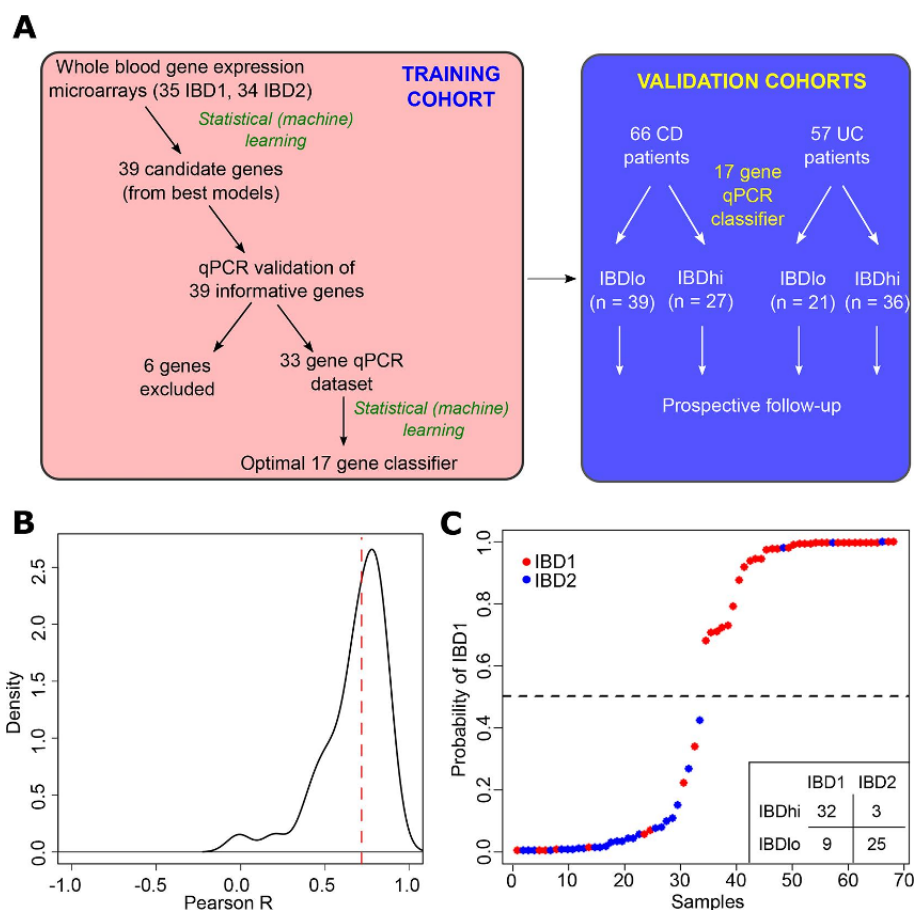 A
Whole blood gene expression
microarrays (35 IBD1, 34 IBD2)
TRAINING
COHORT
Statistical (machine)
learning
39 candidate genes
(from best models)
qPCR validation of
39 informative genes
6 genes
excluded
33 gene qPCR
dataset
Statistical (machine)
learning
Optimal 17 gene classifier
VALIDATION COHORTS
66 CD
patients
57 UC
patients
17 gene
qPCR
classifier
IBDlo
(n = 39)
IBDhi
(n = 27)
IBDlo
(n = 21)
IBDhi
(n = 36)
Prospective follow-up
B
Density
2.5
2.0
1.5
1.0
0.5
0.0
-1.0 -0.5 0.0 0.5 1.0
Pearson R
C
Probability of IBD1
1.0
0.8
0.6
0.4
0.2
0.0
IBD1
IBD2
IBD1 IBD2
IBDhi 32 3
IBDlo 9 25
0 10 20 30 40 50 60 70
Samples